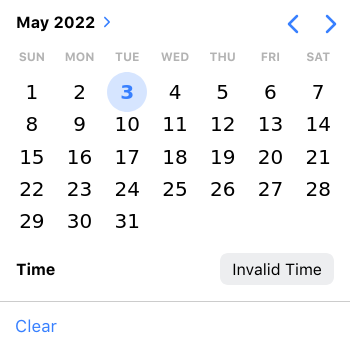 May 2022
SUN MON TUE WED THU FRI SAT
1 2 3 4 5 6 7
8 9 10 11 12 13 14
15 16 17 18 19 20 21
22 23 24 25 26 27 28
29 30 31
Time Invalid Time
Clear